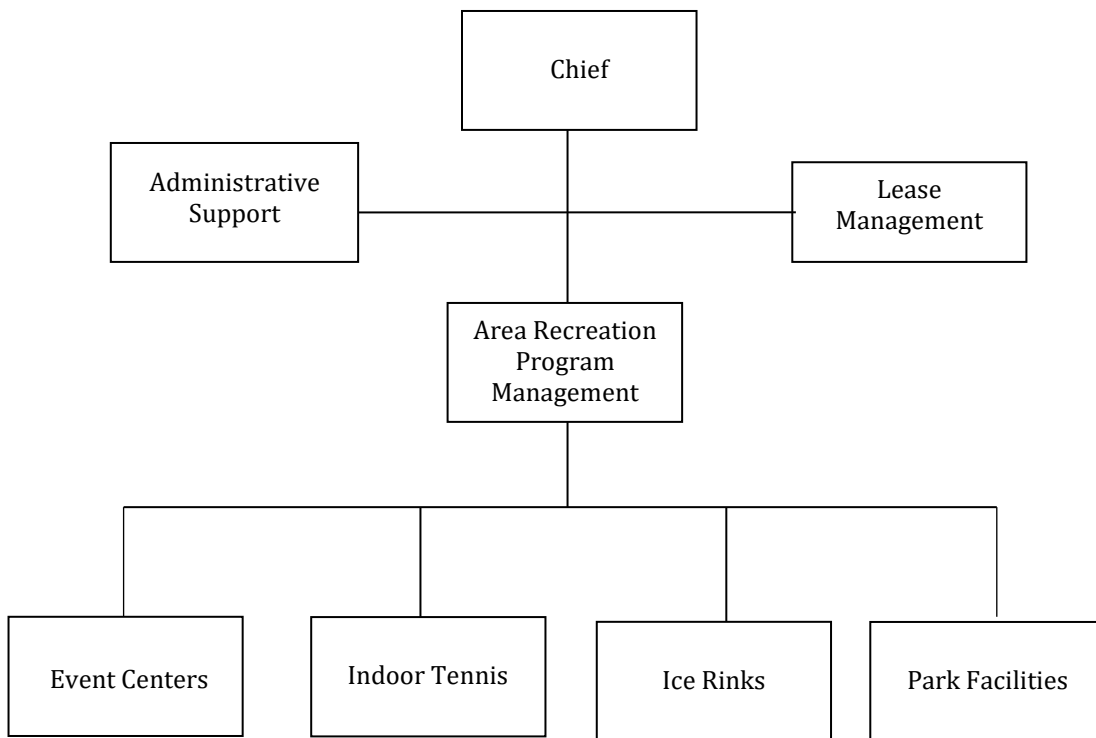 Chief
Administrative
Support
Lease
Management
Area Recreation
Program
Management
Event Centers
Indoor Tennis
Ice Rinks
Park Facilities